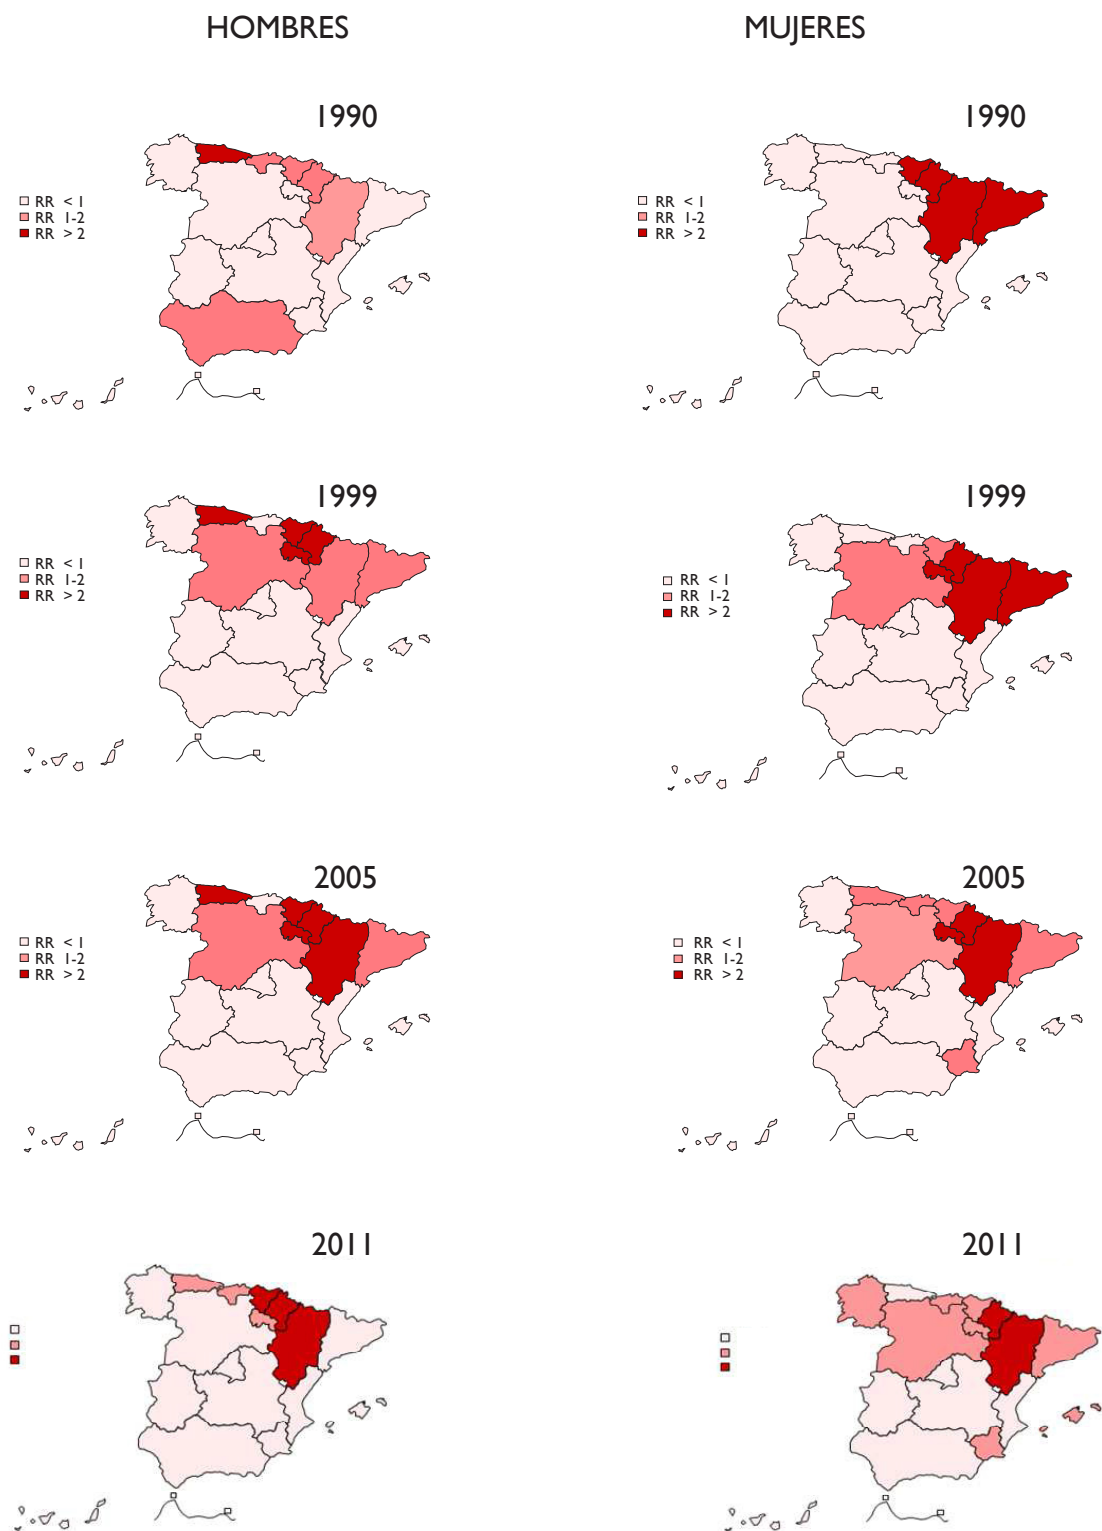 HOMBRES
MUJERES
1990
1990
RR < 1
RR 1-2
RR > 2
RR < 1
RR 1-2
RR > 2
1999
1999
RR < 1
RR 1-2
RR > 2
RR < 1
RR 1-2
RR > 2
2005
2005
RR < 1
RR 1-2
RR > 2
RR < 1
RR 1-2
RR > 2
2011
2011